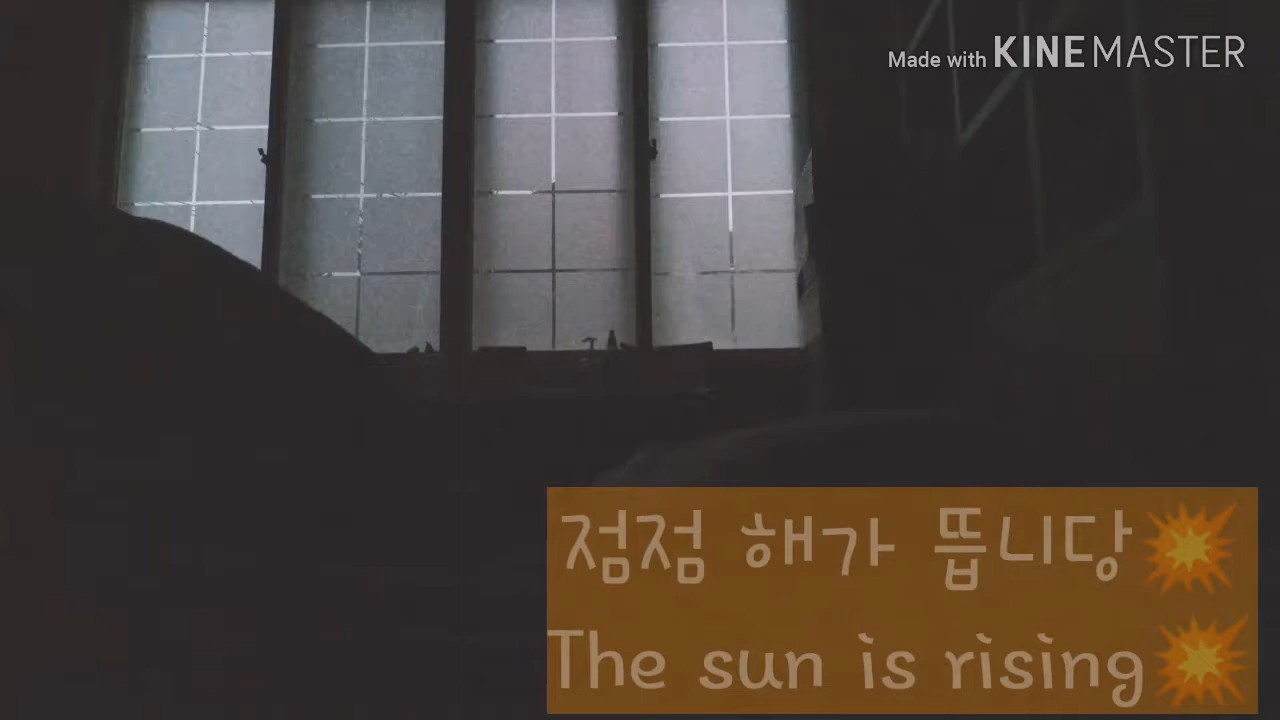 Made with KINEMASTER
점점 해가 뜹니당💥
The sun is rising💥